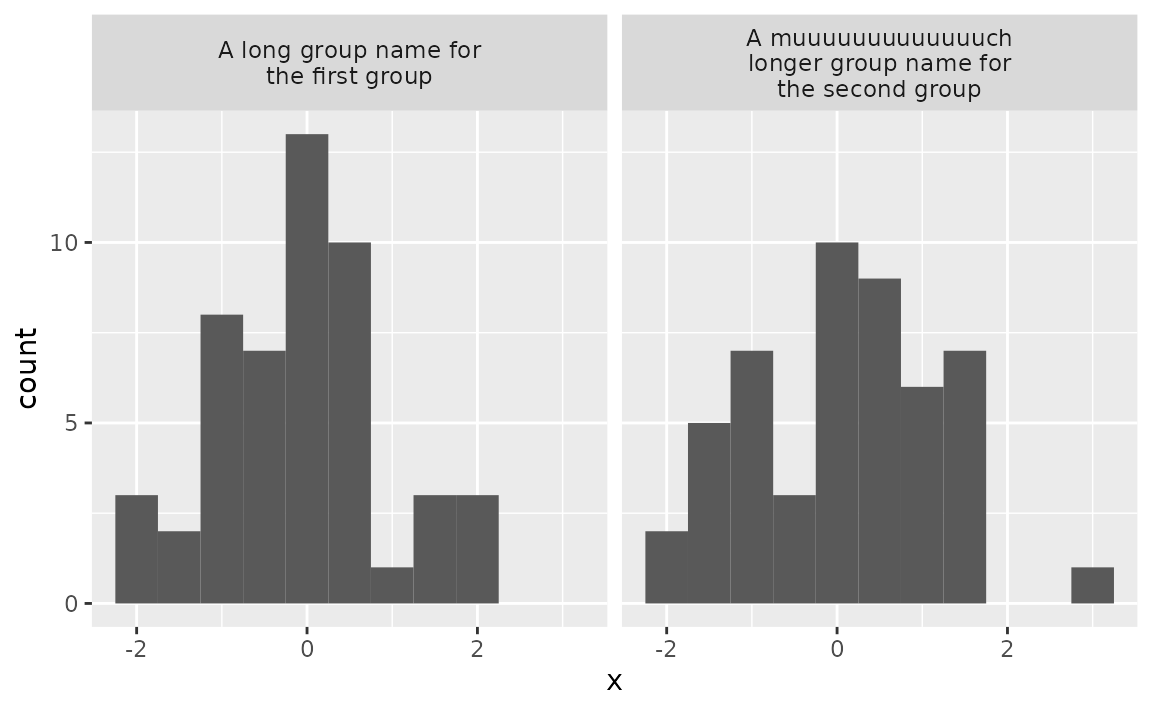 A long group name for
the first group
A muuuuuuuuuuuuuch
longer group name for
the second group
10
5
0
count
-2
0
2
-2
0
2
x